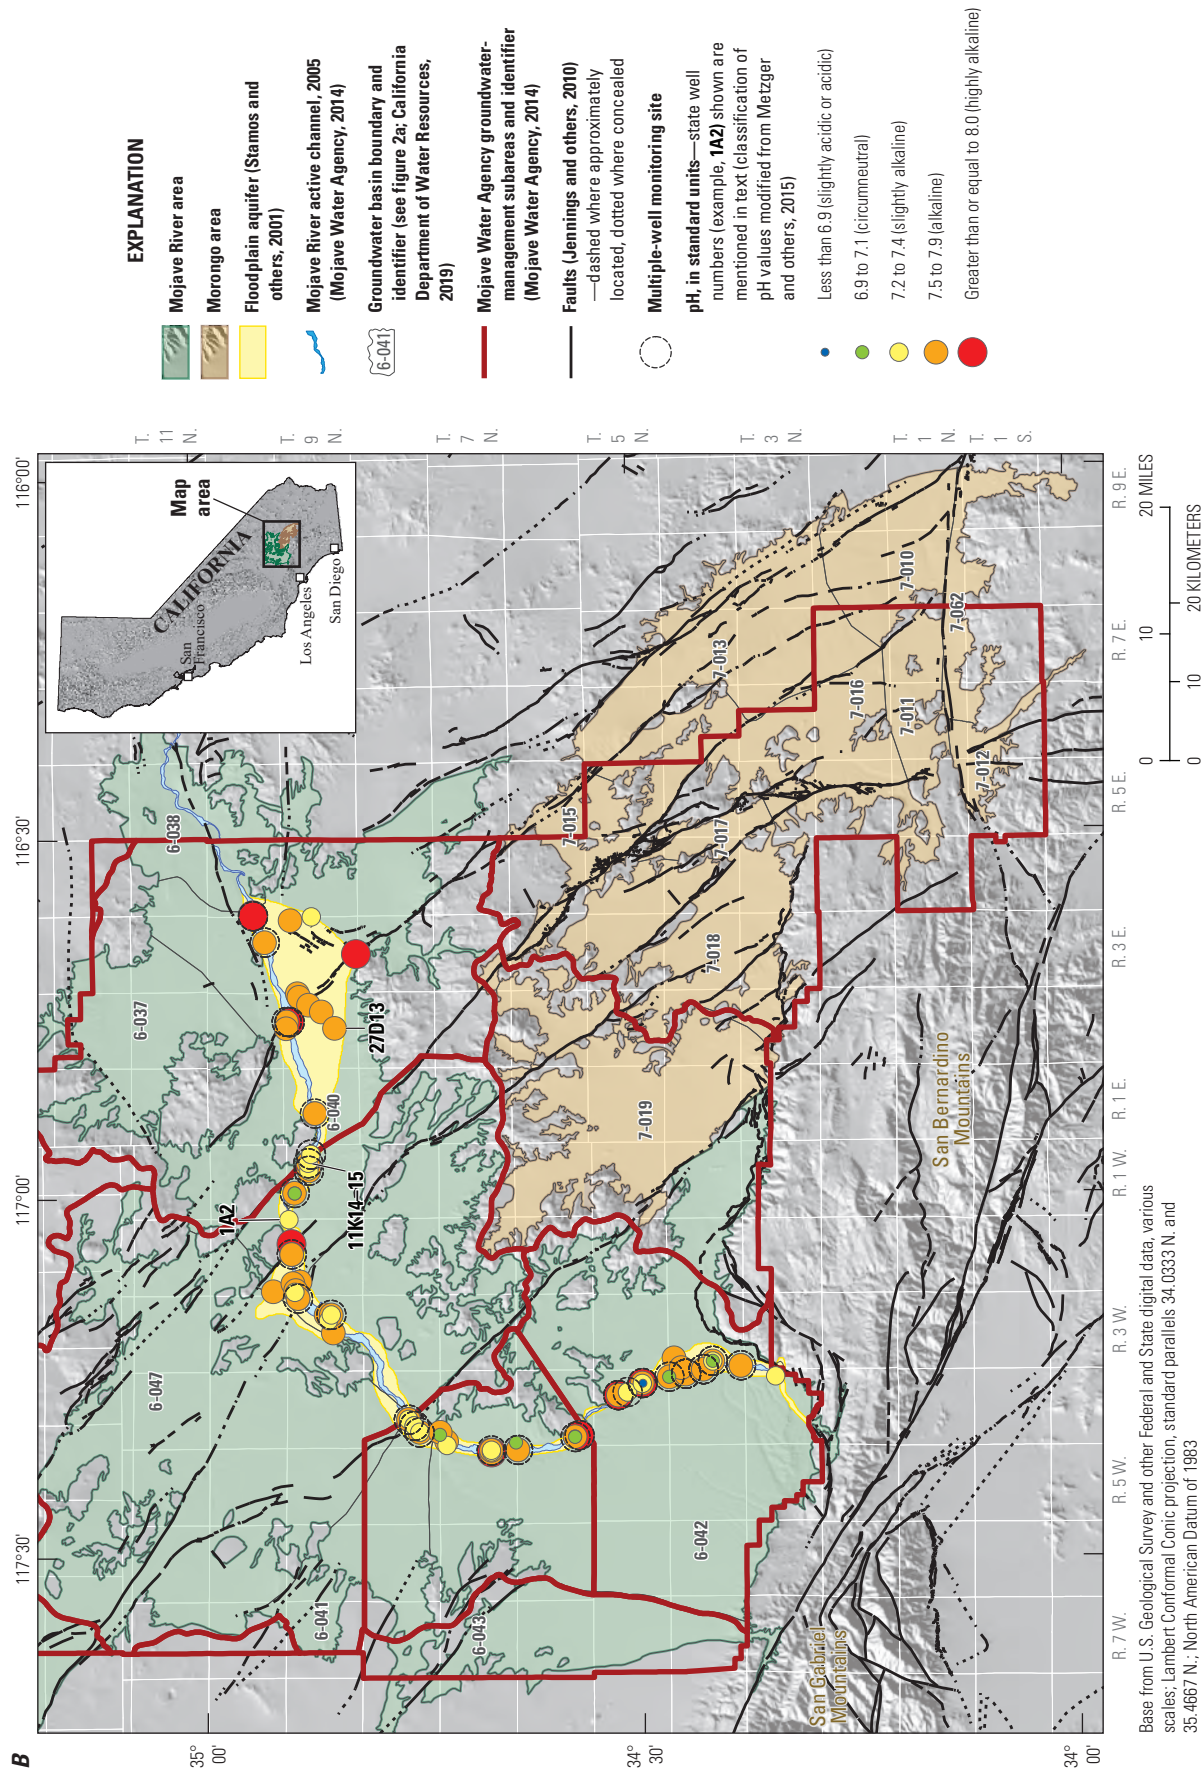 B
117°30'
117°00'
116°30'
116°00'
35°
00'
34°
30'
34°
00'
T.
11
N.
T.
9
N.
T.
7
N.
T.
5
N.
T.
3
N.
T.
1
N.
T.
1
S.
R. 7 W.
R. 5 W.
R. 3 W.
R. 1 W.
R. 1 E.
R. 3 E.
R. 5 E.
R. 7 E.
R. 9 E.
CALIFORNIA
San
Francisco
Los Angeles
San Diego
Map
area
6-037
6-038
6-040
6-041
6-042
6-043
6-047
7-010
7-011
7-012
7-013
7-015
7-016
7-017
7-018
7-019
7-062
1A2
11K14–15
27D13
San Gabriel
Mountains
San Bernardino
Mountains
0 10 20 MILES
0 10 20 KILOMETERS
Base from U.S. Geological Survey and other Federal and State digital data, various
scales; Lambert Conformal Conic projection, standard parallels 34.0333 N. and
35.4667 N.; North American Datum of 1983
EXPLANATION
Mojave River area
Morongo area
Floodplain aquifer (Stamos and
others, 2001)
Mojave River active channel, 2005
(Mojave Water Agency, 2014)
6-041
Groundwater basin boundary and
identifier (see figure 2a; California
Department of Water Resources,
2019)
Mojave Water Agency groundwater-
management subareas and identifier
(Mojave Water Agency, 2014)
Faults (Jennings and others, 2010)
—dashed where approximately
located, dotted where concealed
Multiple-well monitoring site
pH, in standard units—state well
numbers (example, 1A2) shown are
mentioned in text (classification of
pH values modified from Metzger
and others, 2015)
Less than 6.9 (slightly acidic or acidic)
6.9 to 7.1 (circumneutral)
7.2 to 7.4 (slightly alkaline)
7.5 to 7.9 (alkaline)
Greater than or equal to 8.0 (highly alkaline)